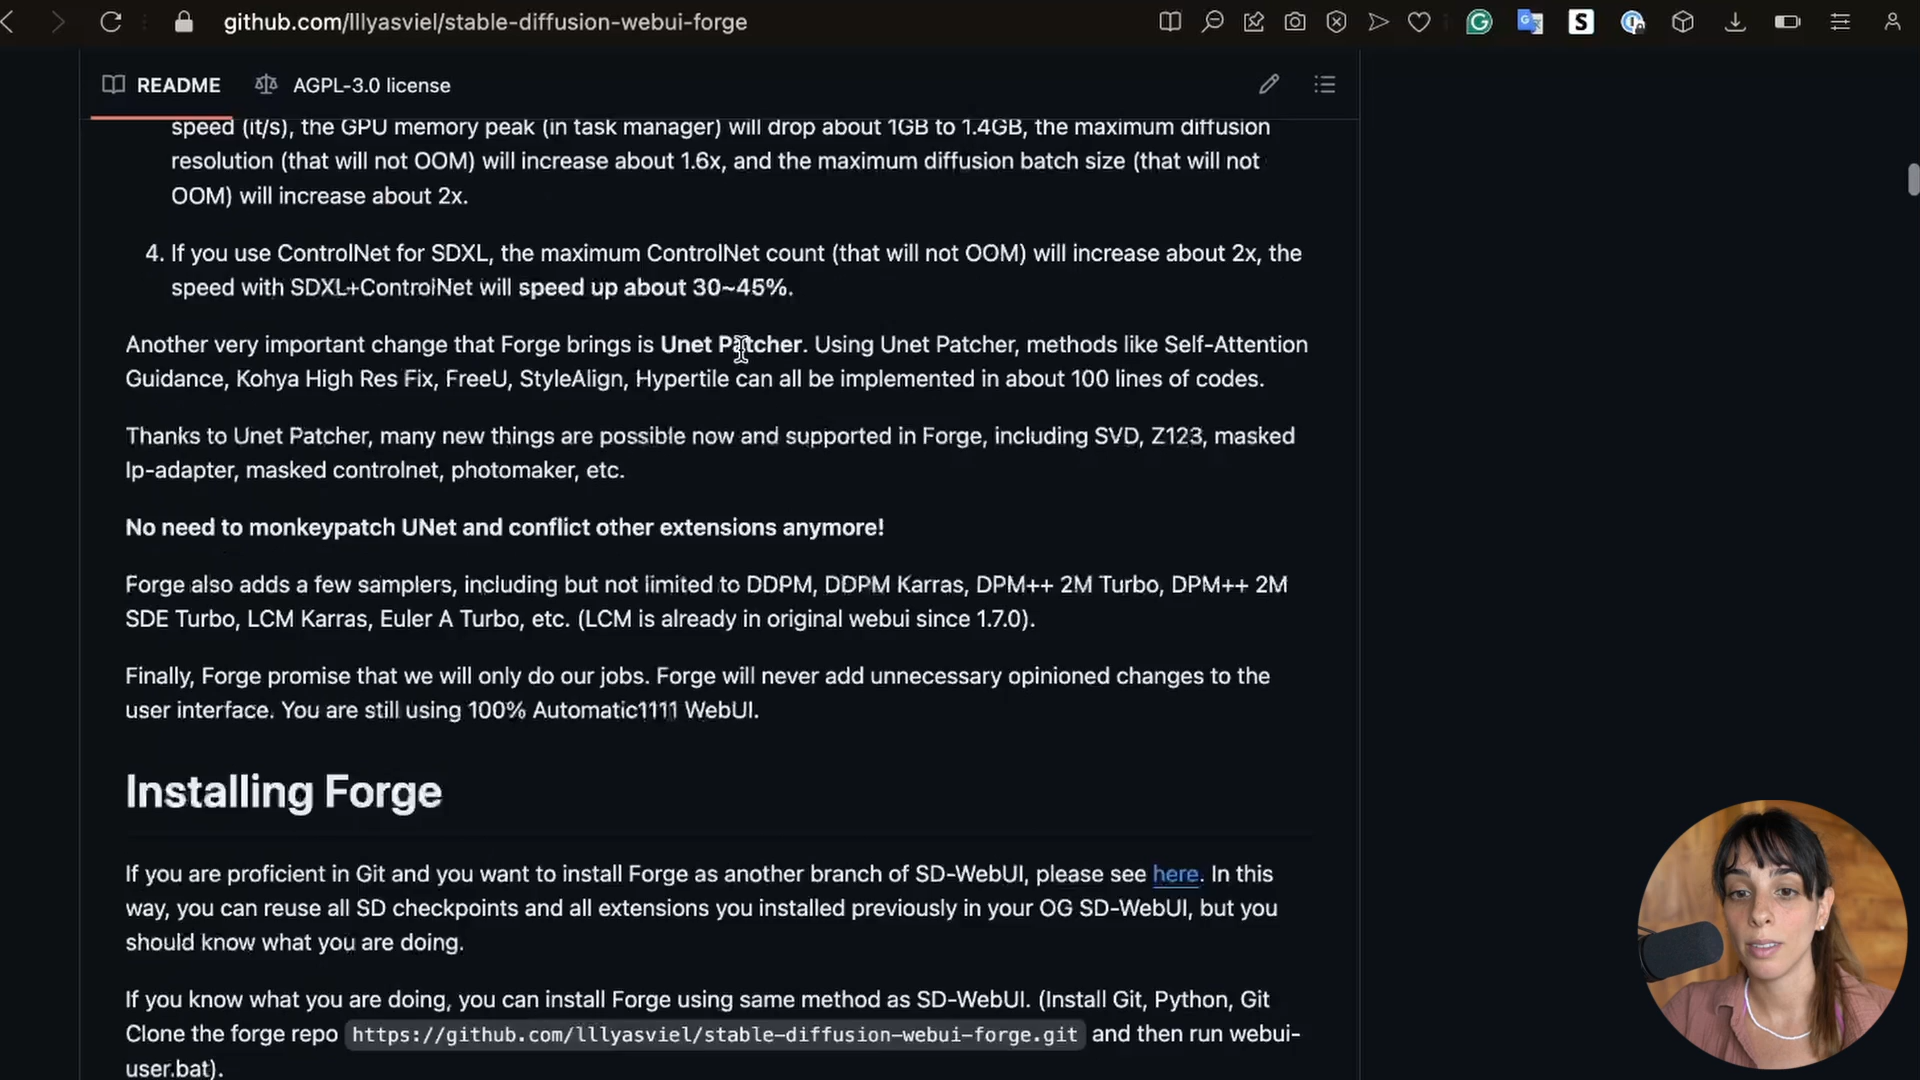 github.com/lllyasviel/stable-diffusion-webui-forge
README
AGPL-3.0 license
speed (it/s), the GPU memory peak (in task manager) will drop about 1GB to 1.4GB, the maximum diffusion
resolution (that will not OOM) will increase about 1.6x, and the maximum diffusion batch size (that will not
OOM) will increase about 2x.
4. If you use ControlNet for SDXL, the maximum ControlNet count (that will not OOM) will increase about 2x, the
speed with SDXL+ControlNet will speed up about 30~45%.
Another very important change that Forge brings is Unet Patcher. Using Unet Patcher, methods like Self-Attention
Guidance, Kohya High Res Fix, FreeU, StyleAlign, Hypertile can all be implemented in about 100 lines of codes.
Thanks to Unet Patcher, many new things are possible now and supported in Forge, including SVD, Z123, masked
Ip-adapter, masked controlnet, photomaker, etc.
No need to monkeypatch UNet and conflict other extensions anymore!
Forge also adds a few samplers, including but not limited to DDPM, DDPM Karras, DPM++ 2M Turbo, DPM++ 2M
SDE Turbo, LCM Karras, Euler A Turbo, etc. (LCM is already in original webui since 1.7.0).
Finally, Forge promise that we will only do our jobs. Forge will never add unnecessary opinioned changes to the
user interface. You are still using 100% Automatic1111 WebUI.
Installing Forge
If you are proficient in Git and you want to install Forge as another branch of SD-WebUI, please see here. In this
way, you can reuse all SD checkpoints and all extensions you installed previously in your OG SD-WebUI, but you
should know what you are doing.
If you know what you are doing, you can install Forge using same method as SD-WebUI. (Install Git, Python, Git
Clone the forge repo https://github.com/lllyasviel/stable-diffusion-webui-forge.git and then run webui-
user.bat).